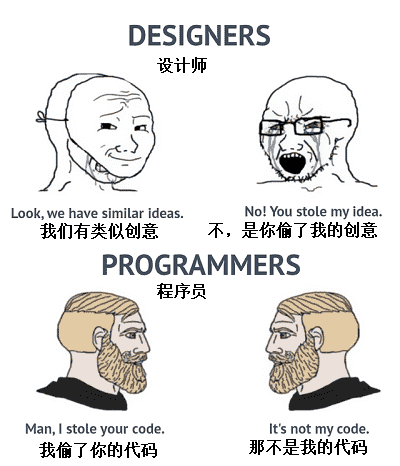 DESIGNERS
设计师
Look, we have similar ideas.
我们有类似创意
No! You stole my idea.
不，是你偷了我的创意
PROGRAMMERS
程序员
Man, I stole your code.
我偷了你的代码
It's not my code.
那不是我的代码